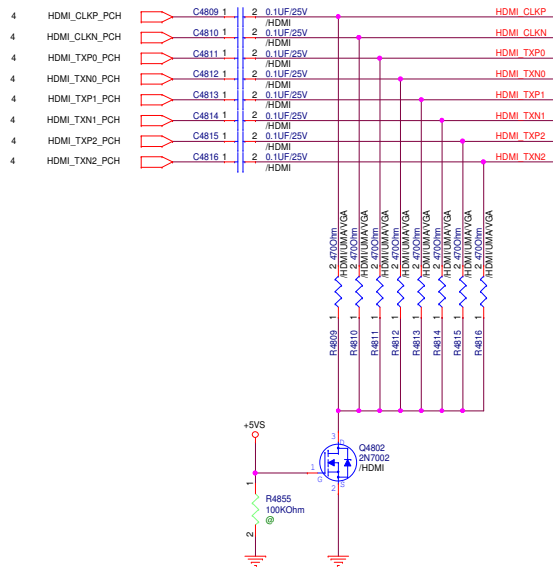 4 HDMI_CLKP_PCH C4809 1 2 0.1UF/25V /HDMI HDMI_CLKP
4 HDMI_CLKN_PCH C4810 1 2 0.1UF/25V /HDMI HDMI_CLKN
4 HDMI_TXP0_PCH C4811 1 2 0.1UF/25V /HDMI HDMI_TXP0
4 HDMI_TXN0_PCH C4812 1 2 0.1UF/25V /HDMI HDMI_TXN0
4 HDMI_TXP1_PCH C4813 1 2 0.1UF/25V /HDMI HDMI_TXP1
4 HDMI_TXN1_PCH C4814 1 2 0.1UF/25V /HDMI HDMI_TXN1
4 HDMI_TXP2_PCH C4815 1 2 0.1UF/25V /HDMI HDMI_TXP2
4 HDMI_TXN2_PCH C4816 1 2 0.1UF/25V /HDMI HDMI_TXN2
R4809 1 2 470Ohm /HDMI/UMA/VGA
R4810 1 2 470Ohm /HDMI/UMA/VGA
R4811 1 2 470Ohm /HDMI/UMA/VGA
R4812 1 2 470Ohm /HDMI/UMA/VGA
R4813 1 2 470Ohm /HDMI/UMA/VGA
R4814 1 2 470Ohm /HDMI/UMA/VGA
R4815 1 2 470Ohm /HDMI/UMA/VGA
R4816 1 2 470Ohm /HDMI/UMA/VGA
+5VS
3 D
Q4802
2N7002
/HDMI
1 G
2 S
1
R4855
100KOhm
@
2